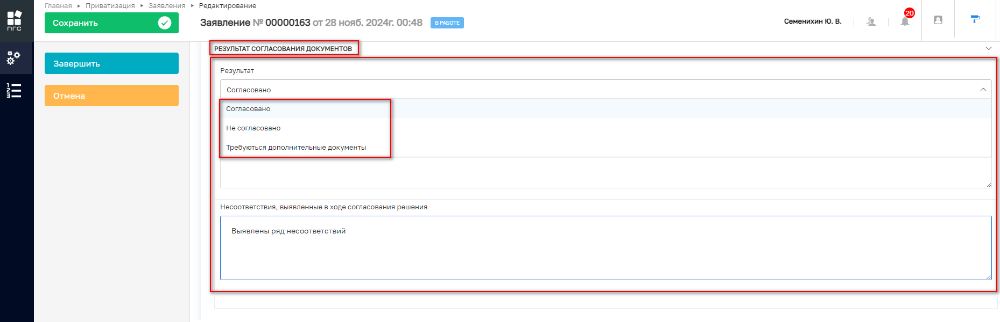 Главная ▸ Приватизация ▸ Заявления ▸ Редактирование
ПГС
Сохранить
Заявление № 00000163 от 28 нояб. 2024г. 00:48
В РАБОТЕ
Семенихин Ю. В.
20
Завершить
Отмена
РЕЗУЛЬТАТ СОГЛАСОВАНИЯ ДОКУМЕНТОВ
Результат
Согласовано
Согласовано
Не согласовано
Требуються дополнительные документы
Несоответствия, выявленные в ходе согласования решения
Выявлены ряд несоответствий